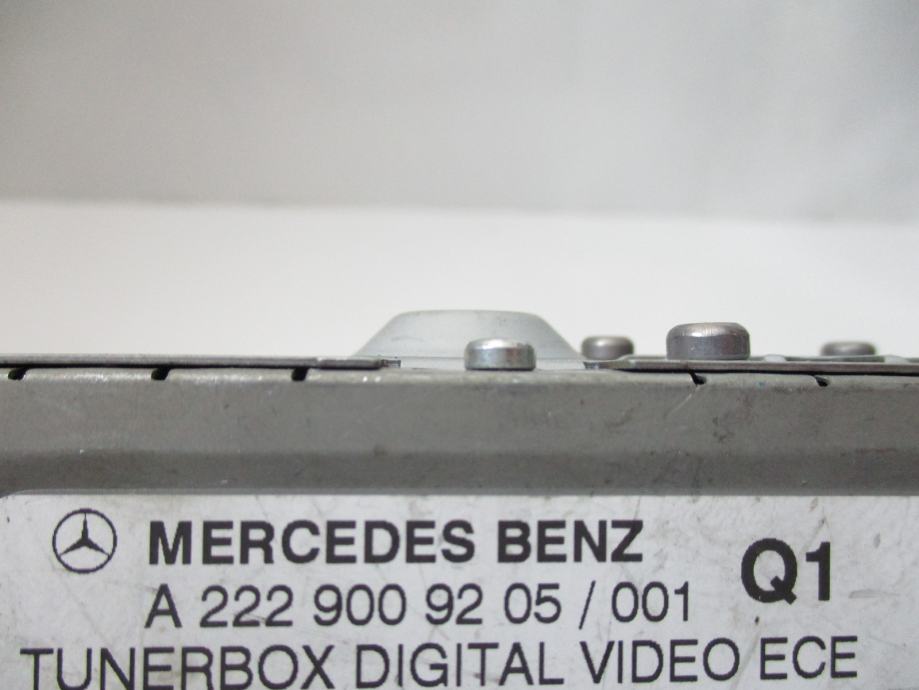 MERCEDES BENZ
A 222 900 92 05 / 001 Q1
TUNERBOX DIGITAL VIDEO ECE